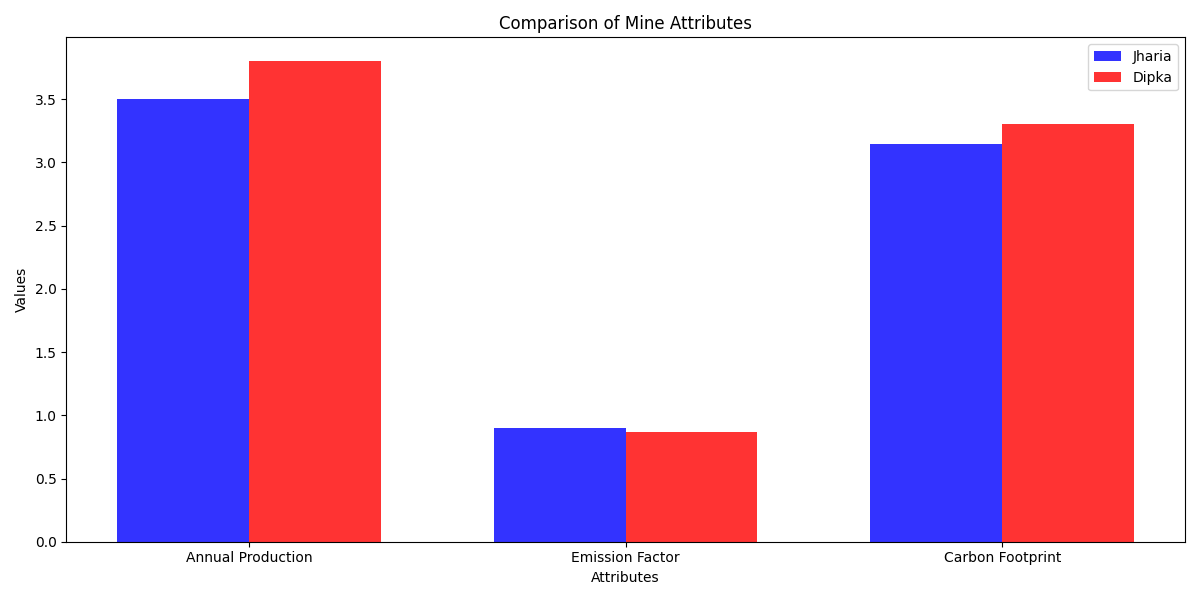 Comparison of Mine Attributes
Jharia
Dipka
Values
3.5
3.0
2.5
2.0
1.5
1.0
0.5
0.0
Annual Production
Emission Factor
Carbon Footprint
Attributes